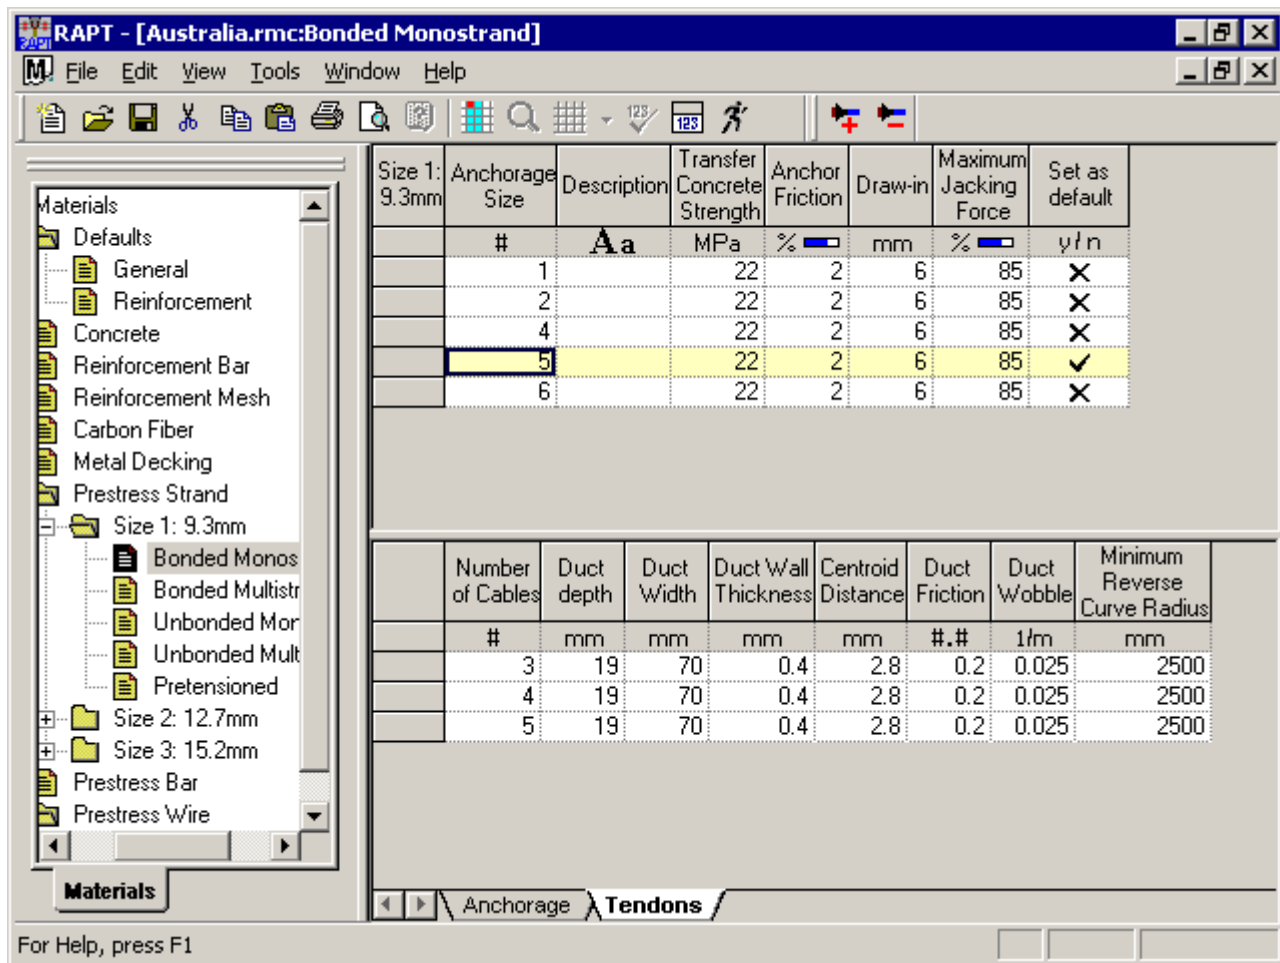 RAPT - [Australia.rmc:Bonded Monostrand]
File Edit View Tools Window Help
Materials
Defaults
General
Reinforcement
Concrete
Reinforcement Bar
Reinforcement Mesh
Carbon Fiber
Metal Decking
Prestress Strand
Size 1: 9.3mm
Bonded Monos
Bonded Multistr
Unbonded Mor
Unbonded Mult
Pretensioned
Size 2: 12.7mm
Size 3: 15.2mm
Prestress Bar
Prestress Wire
Materials
Size 1: 9.3mm Anchorage Size Description Transfer Concrete Strength Anchor Friction Draw-in Maximum Jacking Force Set as default
# Aa MPa % mm % y/n
1 22 2 6 85
2 22 2 6 85
4 22 2 6 85
5 22 2 6 85
6 22 2 6 85
Number of Cables Duct depth Duct Width Duct Wall Thickness Centroid Distance Duct Friction Duct Wobble Minimum Reverse Curve Radius
# mm mm mm mm #.# 1/m mm
3 19 70 0.4 2.8 0.2 0.025 2500
4 19 70 0.4 2.8 0.2 0.025 2500
5 19 70 0.4 2.8 0.2 0.025 2500
Anchorage Tendons
For Help, press F1